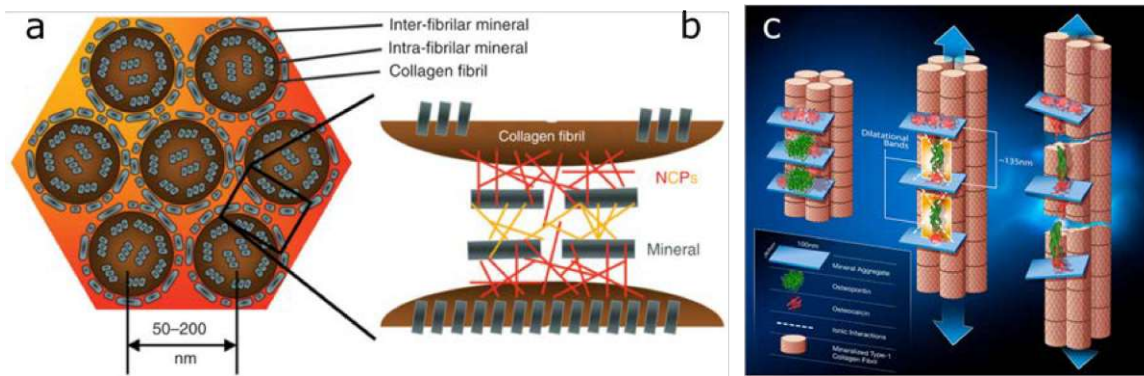 a
Inter-fibrilar mineral
Intra-fibrilar mineral
Collagen fibril
50–200
nm
b
Collagen fibril
NCPs
Mineral
c
Dilatational
Bands
~135nm
100nm
Mineral Aggregate
Osteopontin
Osteocalcin
Ionic Interactions
Mineralized Type-1
Collagen Fibril